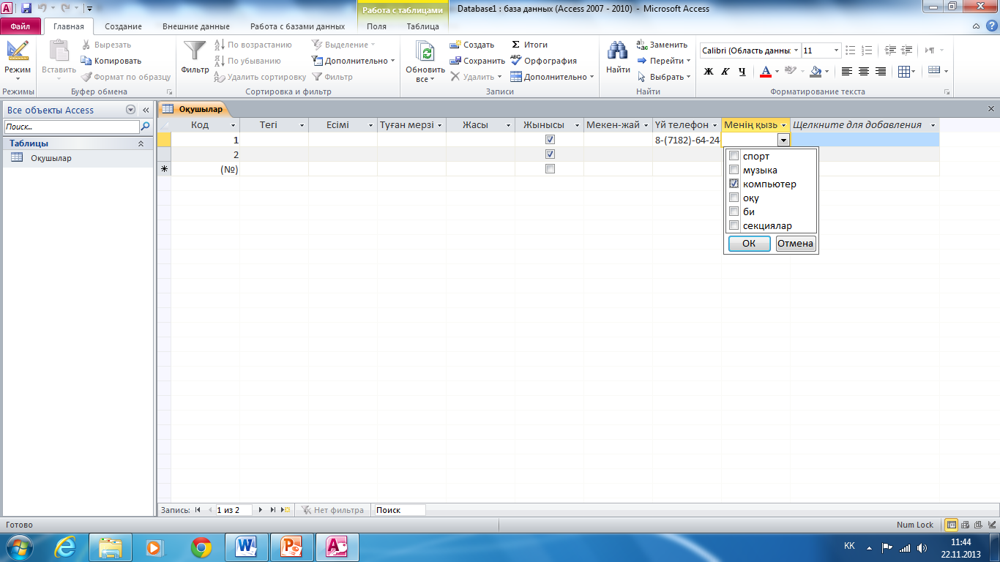 Работа с таблицами
Database1 : база данных (Access 2007 - 2010) - Microsoft Access
Файл Главная Создание Внешние данные Работа с базами данных Поля Таблица
Режим
Режимы
Вставить
Вырезать
Копировать
Формат по образцу
Буфер обмена
Фильтр
По возрастанию
По убыванию
Удалить сортировку
Выделение
Дополнительно
Фильтр
Сортировка и фильтр
Обновить
все
Создать
Сохранить
Удалить
Итоги
Орфография
Дополнительно
Записи
Найти
Заменить
Перейти
Выбрать
Найти
Calibri (Область данны: 11
Ж К Ч
Форматирование текста
Все объекты Access
Поиск...
Таблицы
Оқушылар
Оқушылар
Код Тегі Есімі Туған мерзі Жасы Жынысы Мекен-жай Үй телефон Менің қызь Щелкните для добавления
1 8-(7182)-64-24
2
(№)
спорт
музыка
компьютер
оқу
би
секциялар
ОК Отмена
Запись: 1 из 2 Нет фильтра Поиск
Готово Num Lock
KK 11:44
22.11.2013